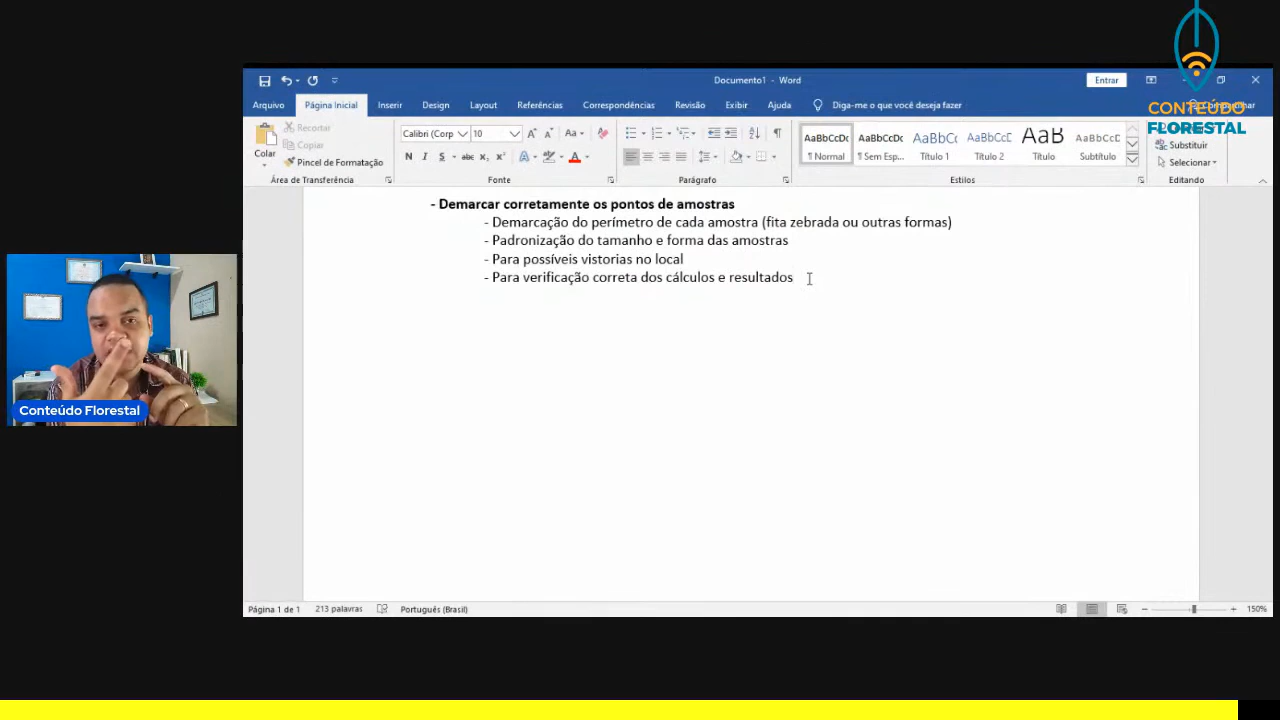 Documento1 - Word
Entrar
CONTEÚDO
FLORESTAL
Arquivo Página Inicial Inserir Design Layout Referências Correspondências Revisão Exibir Ajuda Diga-me o que você deseja fazer
Colar
Recortar
Copiar
Pincel de Formatação
Área de Transferência
Calibri (Corp
Aa
N I S abc x₂ x²
Fonte
Parágrafo
AaBbCcDc AaBbCcDc AaBbCc AaBbCcD AaB AaBbCcD
¶ Normal ¶ Sem Esp... Título 1 Título 2 Título Subtítulo
Estilos
Substituir
Selecionar
Editando
- Demarcar corretamente os pontos de amostras
- Demarcação do perímetro de cada amostra (fita zebrada ou outras formas)
- Padronização do tamanho e forma das amostras
- Para possíveis vistorias no local
- Para verificação correta dos cálculos e resultados
Conteúdo Florestal
Página 1 de 1 213 palavras Português (Brasil) 150%